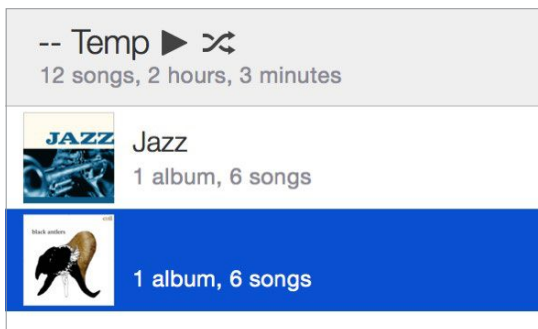 -- Temp
12 songs, 2 hours, 3 minutes
JAZZ
Jazz
1 album, 6 songs
coil
black antlers
1 album, 6 songs